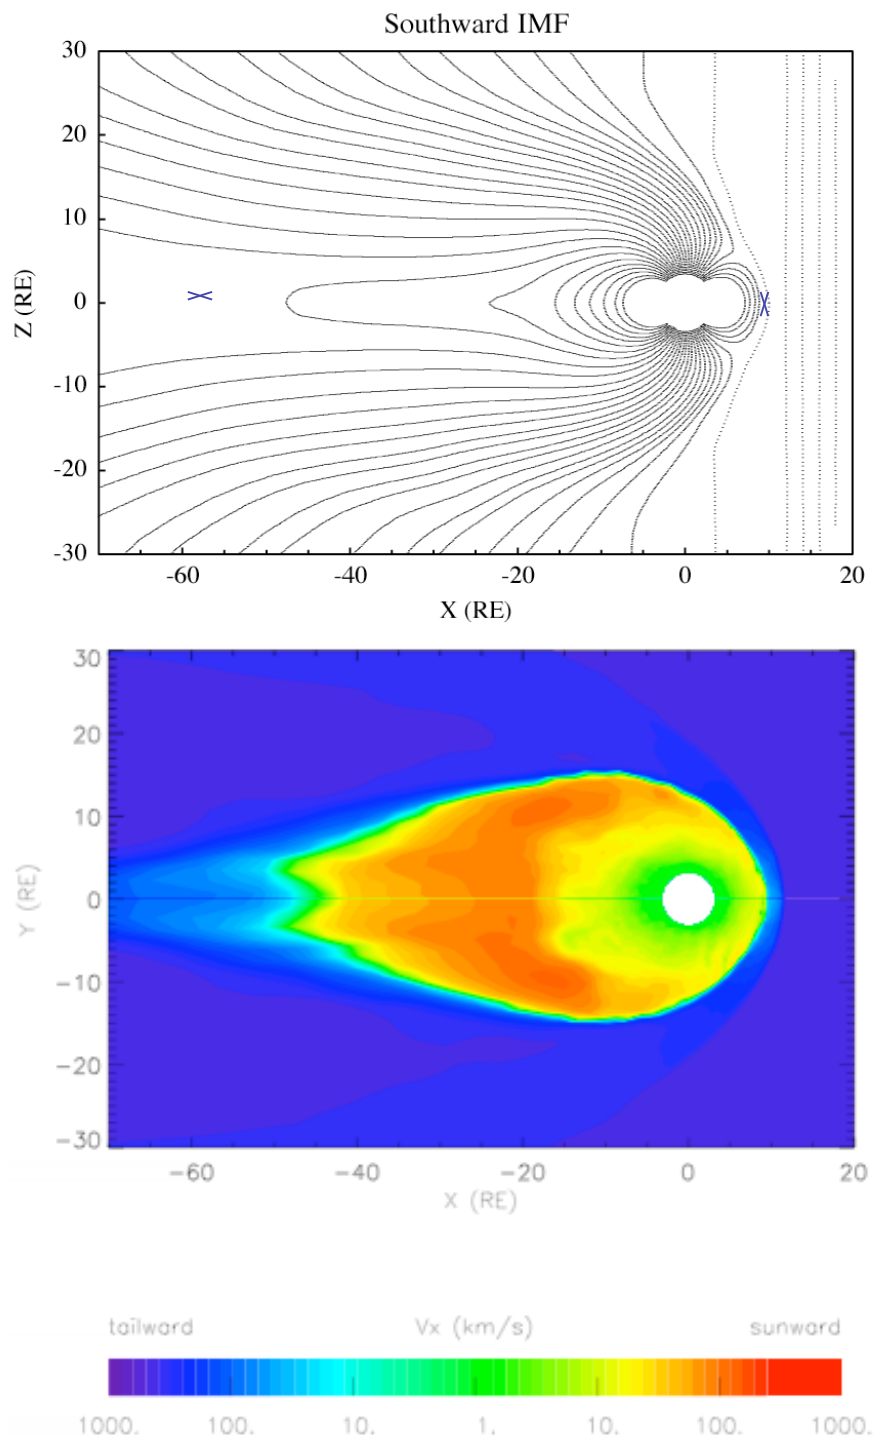 Southward IMF
30
20
10
0
-10
-20
-30
Z (RE)
-60 -40 -20 0 20
X (RE)
30
20
10
0
-10
-20
-30
Y (RE)
-60 -40 -20 0 20
X (RE)
tailward Vx (km/s) sunward
1000. 100. 10. 1. 10. 100. 1000.